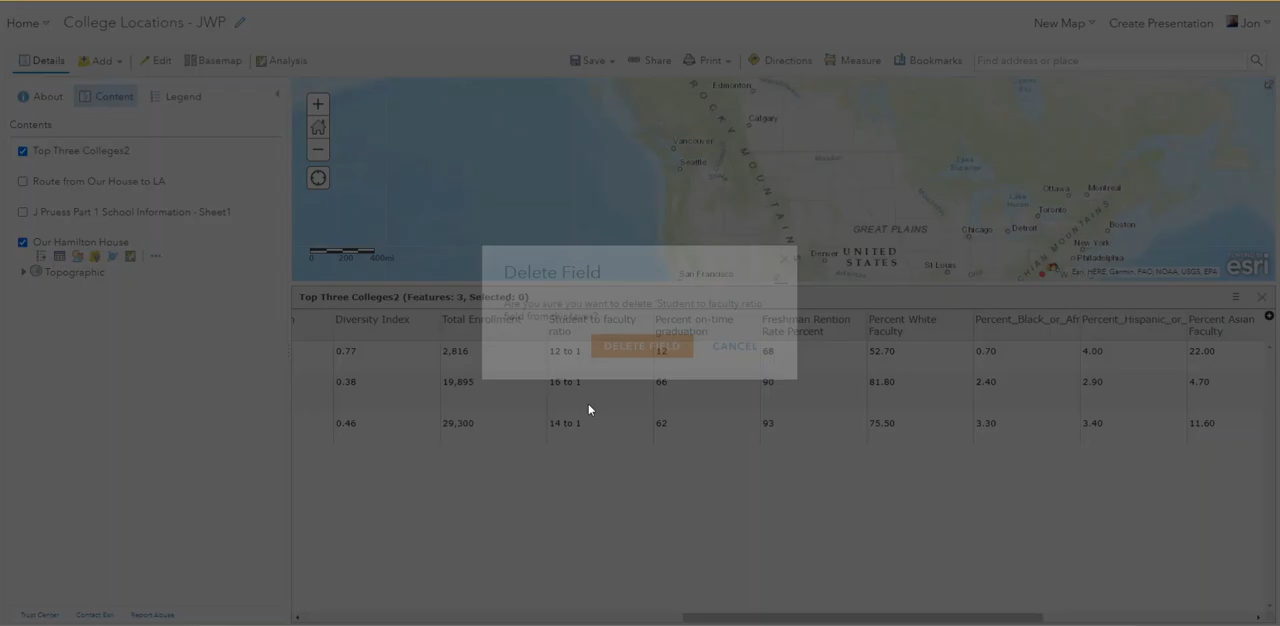 Home
College Locations - JWP
New Map
Create Presentation
Jon
Details
Add
Edit
Basemap
Analysis
Save
Share
Print
Directions
Measure
Bookmarks
Find address or place
About
Content
Legend
Contents
Top Three Colleges2
Route from Our House to LA
J Pruess Part 1 School Information - Sheet1
Our Hamilton House
Topographic
Trust Center
Contact Esri
Report Abuse
+
−
0 200 400mi
ROCKY MOUNTAINS
Edmonton
Calgary
Vancouver
Seattle
Lake
Superior
Ottawa
Montreal
Toronto
Boston
Chicago
Detroit
New York
Philadelphia
GREAT PLAINS
Denver
UNITED
STATES
St Louis
San Francisco
CHIAN MOUNTAINS
Esri, HERE, Garmin, FAO, NOAA, USGS, EPA
esri
Top Three Colleges2 (Features: 3, Selected: 0)
Diversity Index
Total Enrollment
Student to faculty
ratio
Percent on-time
graduation
Freshman Rention
Rate Percent
Percent White
Faculty
Percent_Black_or_Afr
Percent_Hispanic_or_
Percent Asian
Faculty
0.77 2,816 12 to 1 12 68 52.70 0.70 4.00 22.00
0.38 19,895 16 to 1 66 90 81.80 2.40 2.90 4.70
0.46 29,300 14 to 1 62 93 75.50 3.30 3.40 11.60
Delete Field
Are you sure you want to delete 'Student to faculty ratio
field from
DELETE FIELD
CANCEL